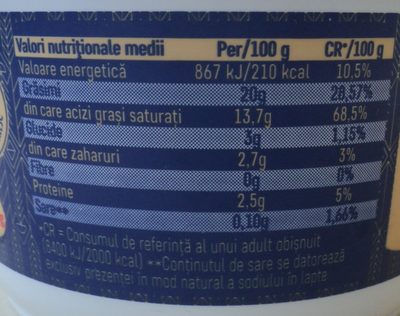 Valori nutriționale medii Per/100 g CR*/100 g
Valoare energetică 867 kJ/210 kcal 10,5%
Grăsimi 20g 28,57%
din care acizi grași saturați 13,7g 68,5%
Glucide 3g 1,15%
din care zaharuri 2,7g 3%
Fibre 0g 0%
Proteine 2,5g 5%
Sare** 0,10g 1,66%
*CR = Consumul de referință al unui adult obișnuit
(8400 kJ/2000 kcal) **Conținutul de sare se datorează
exclusiv prezenței în mod natural a sodiului în lapte